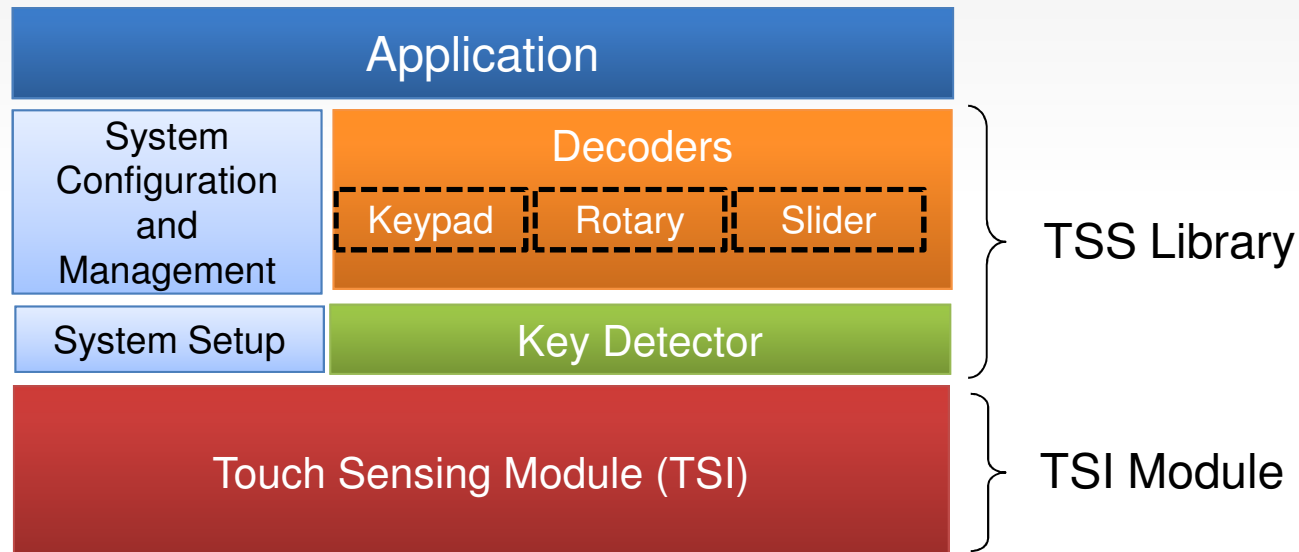 Application
System
Configuration
and
Management
Decoders
Keypad
Rotary
Slider
TSS Library
System Setup
Key Detector
Touch Sensing Module (TSI)
TSI Module